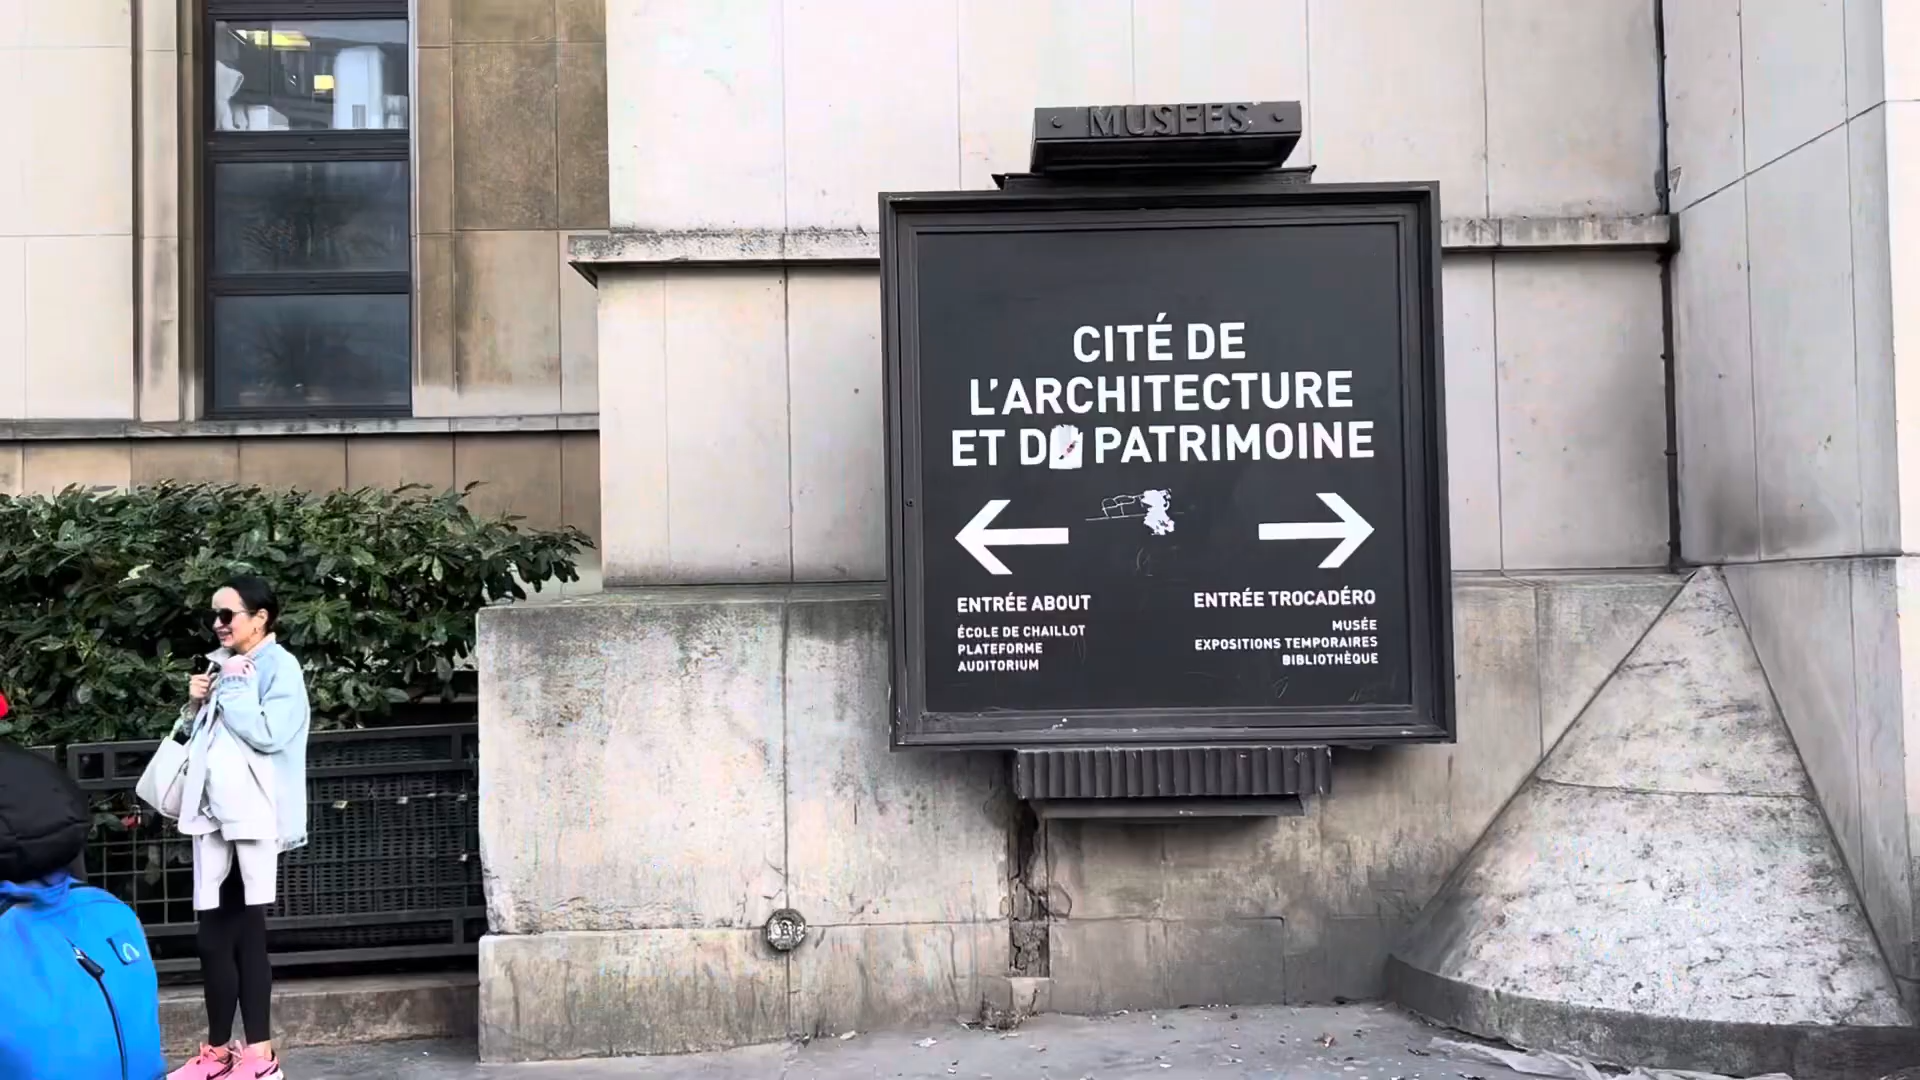 MUSEES
CITÉ DE
L'ARCHITECTURE
ET D PATRIMOINE
ENTRÉE ABOUT
ÉCOLE DE CHAILLOT
PLATEFORME
AUDITORIUM
ENTRÉE TROCADÉRO
MUSÉE
EXPOSITIONS TEMPORAIRES
BIBLIOTHÈQUE